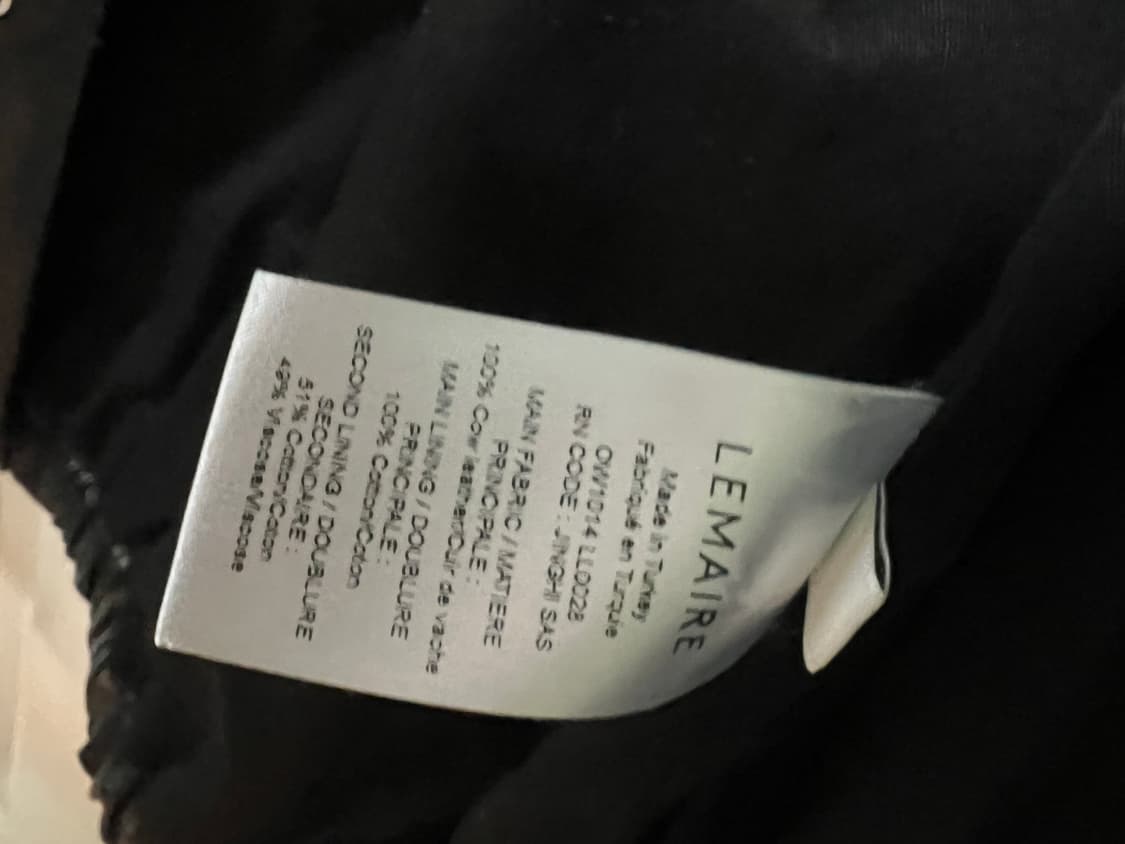 LEMAIRE
Made in Turkey
Fabriqué en Turquie
OW1014 LL0028
RN CODE : JINGHII SAS
MAIN FABRIC / MATIERE
PRINCIPALE :
100% Cow leather/Cuir de vache
MAIN LINING / DOUBLURE
PRINCIPALE :
100% Cotton/Coton
SECOND LINING / DOUBLURE
SECONDAIRE :
51% Cotton/Coton
49% Viscose/Viscose